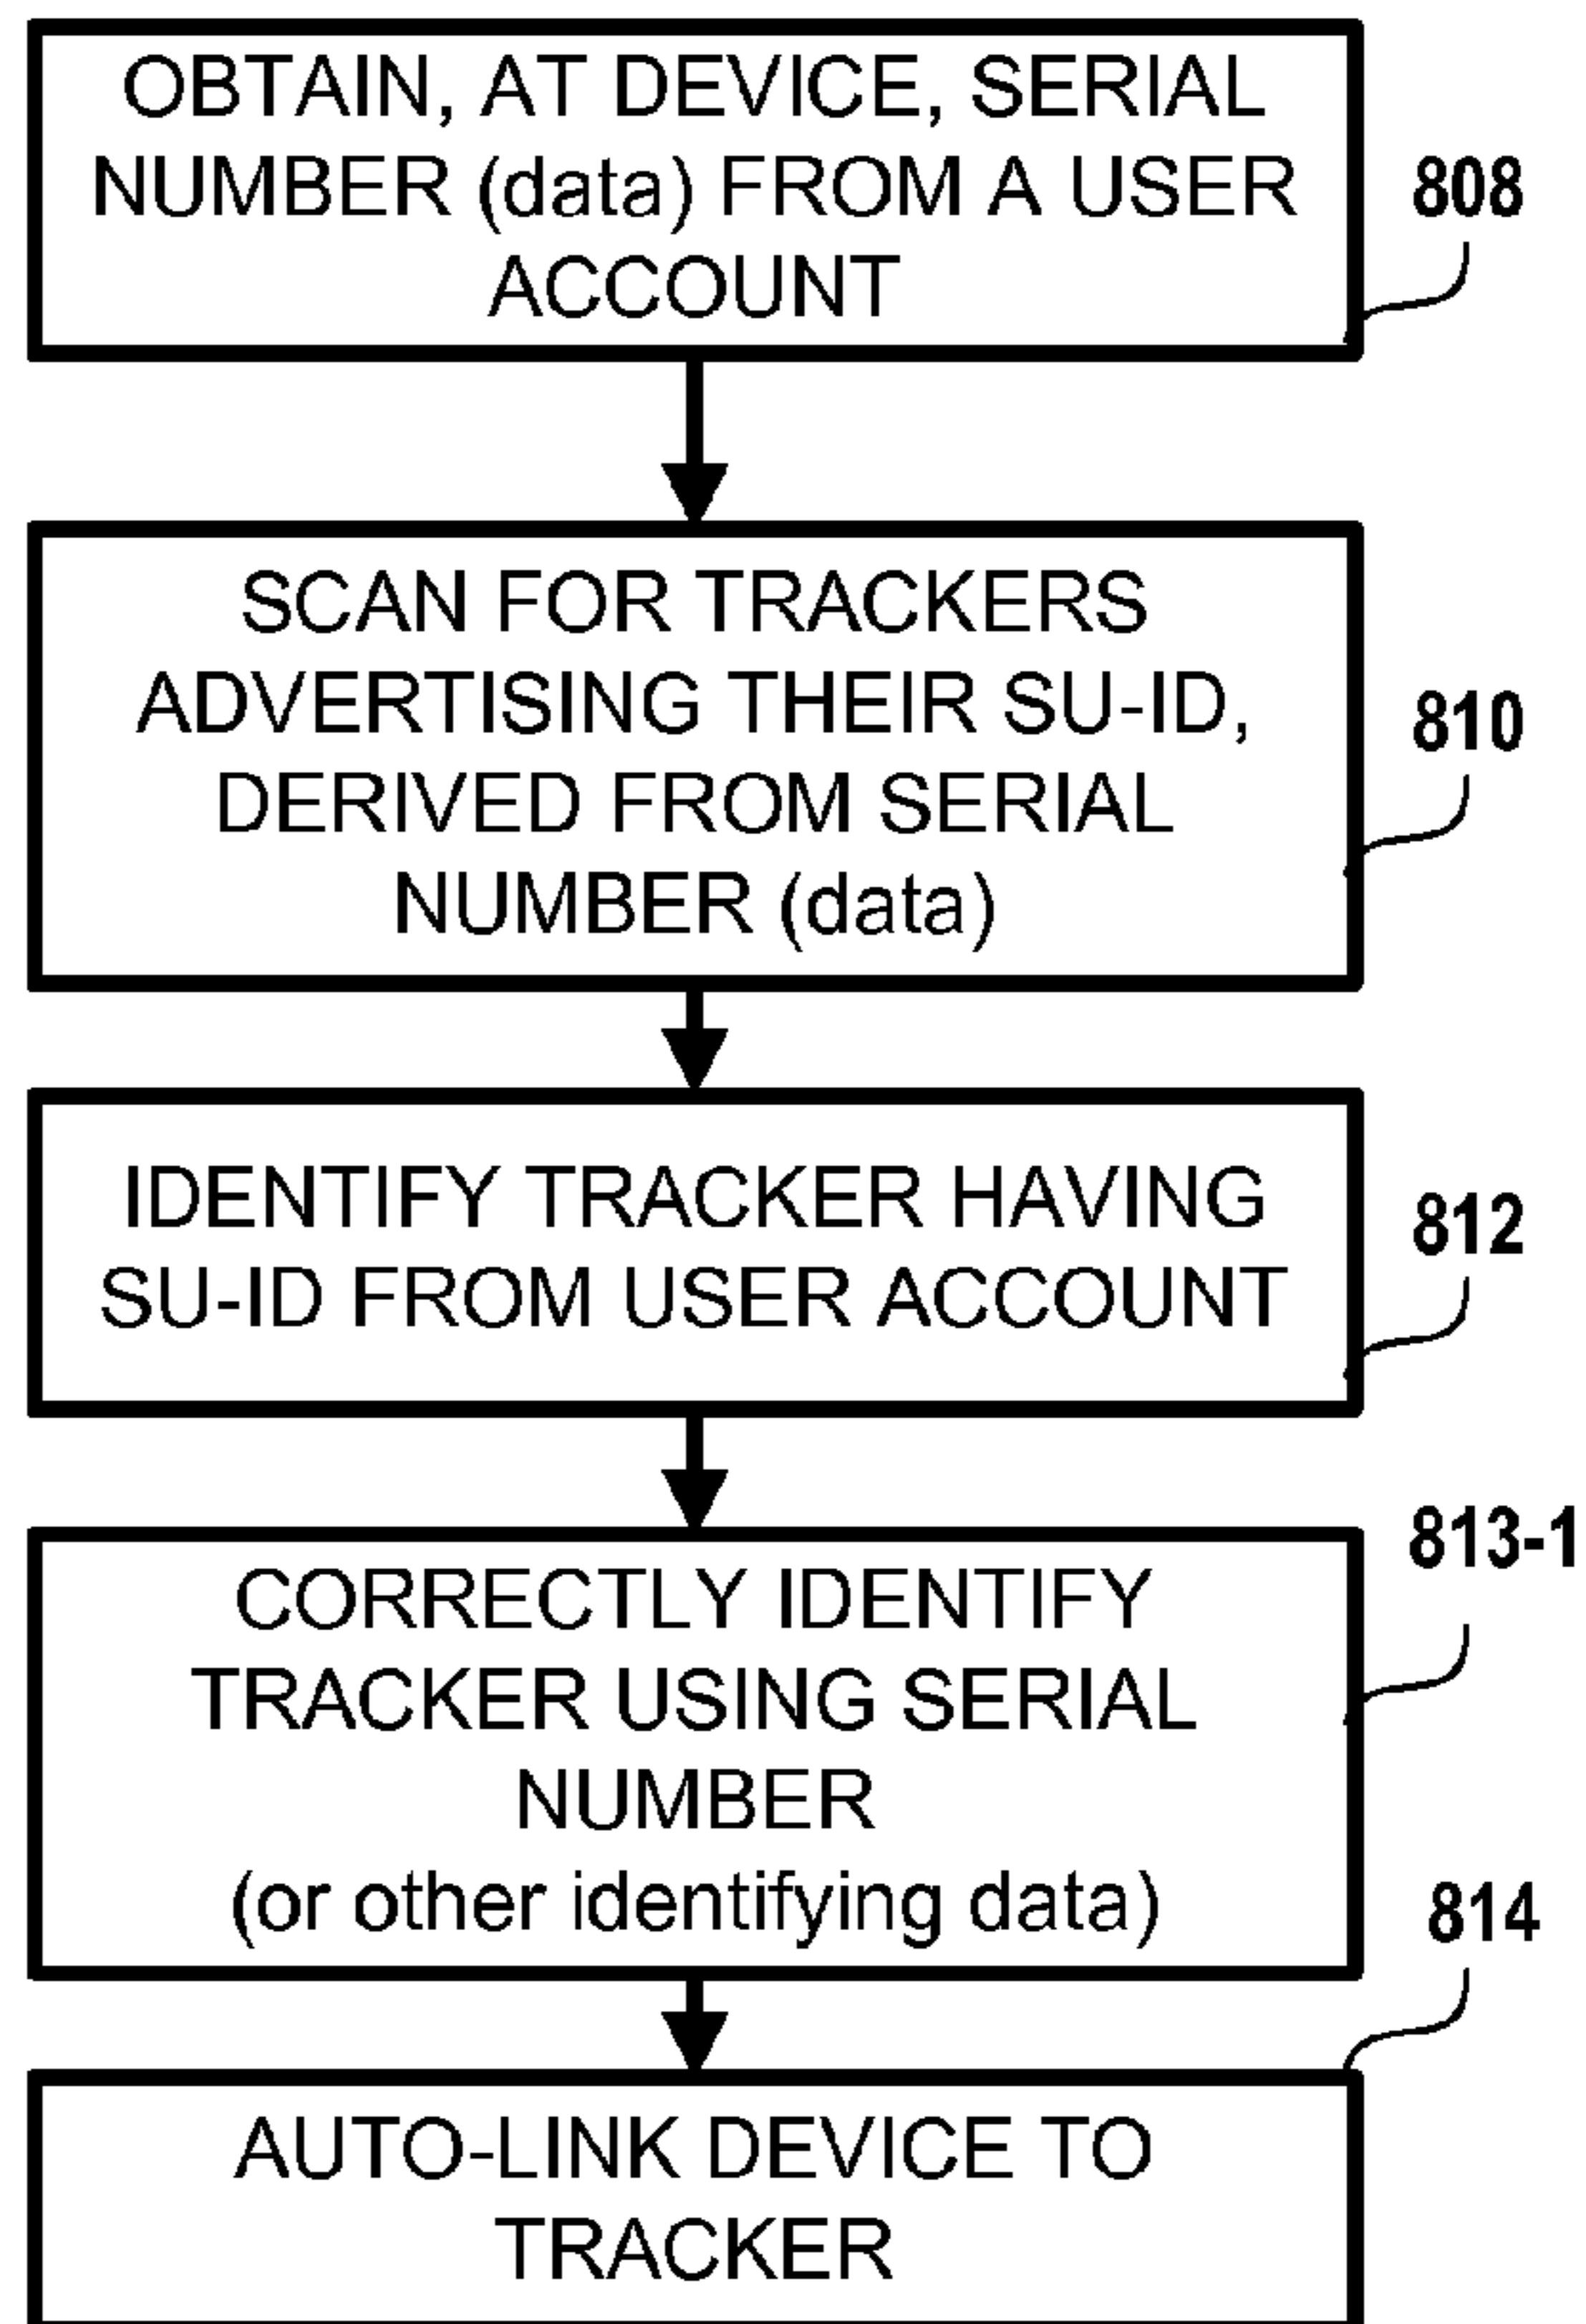 OBTAIN, AT DEVICE, SERIAL
NUMBER (data) FROM A USER
ACCOUNT
808
SCAN FOR TRACKERS
ADVERTISING THEIR SU-ID,
DERIVED FROM SERIAL
NUMBER (data)
810
IDENTIFY TRACKER HAVING
SU-ID FROM USER ACCOUNT
812
CORRECTLY IDENTIFY
TRACKER USING SERIAL
NUMBER
(or other identifying data)
813-1
AUTO-LINK DEVICE TO
TRACKER
814